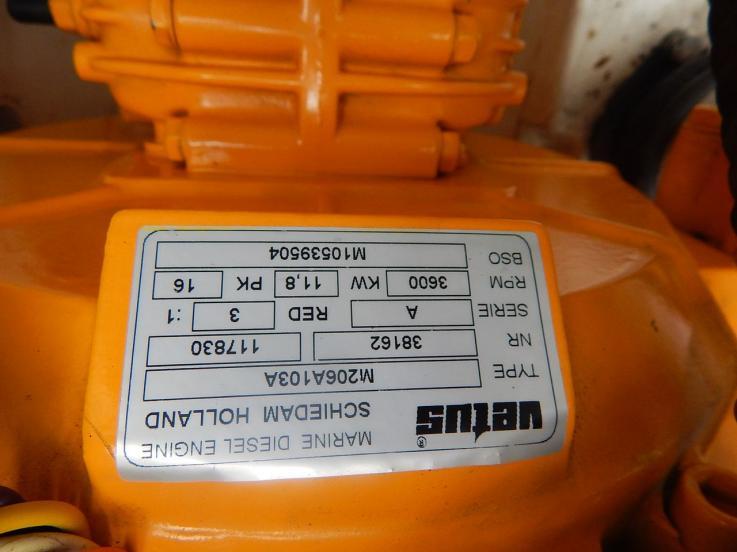 vetus® MARINE DIESEL ENGINE
SCHIEDAM HOLLAND
TYPE M206A103A
NR 38162 117830
SERIE A RED 3 :1
RPM 3600 KW 11,8 PK 16
BSO M10539504